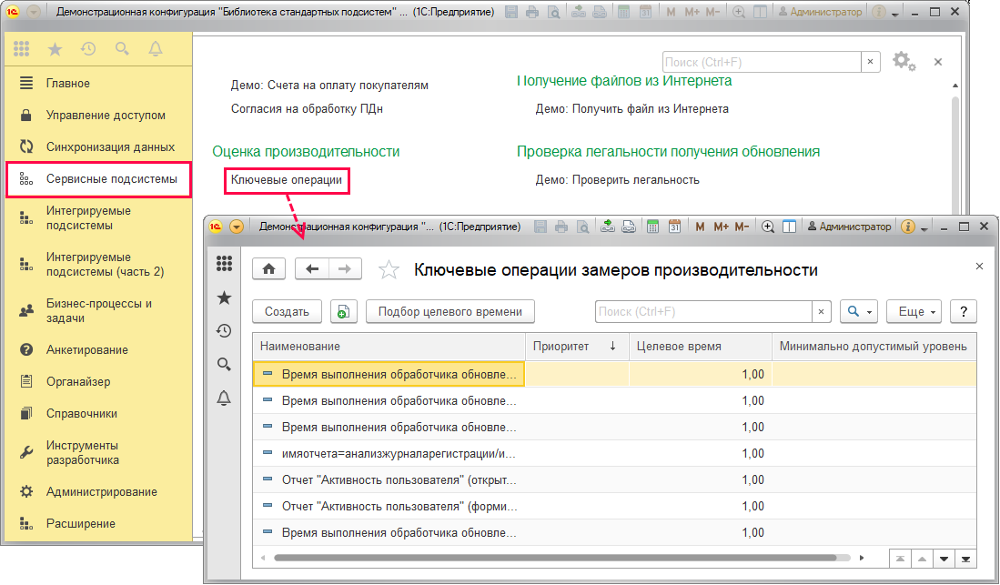 Демонстрационная конфигурация "Библиотека стандартных подсистем" ... (1С:Предприятие)
M M+ M-
31
Администратор
Поиск (Ctrl+F)
Главное
Управление доступом
Синхронизация данных
Сервисные подсистемы
Интегрируемые
подсистемы
Интегрируемые
подсистемы (часть 2)
Бизнес-процессы и
задачи
Анкетирование
Органайзер
Справочники
Инструменты
разработчика
Администрирование
Расширение
Демо: Счета на оплату покупателям
Согласия на обработку ПДн
Оценка производительности
Ключевые операции
Получение файлов из Интернета
Демо: Получить файл из Интернета
Проверка легальности получения обновления
Демо: Проверить легальность
Демонстрационная конфигурация "... (1С:Предприятие)
31
M M+ M-
Администратор
Ключевые операции замеров производительности
Создать
Подбор целевого времени
Поиск (Ctrl+F)
Еще
?
Наименование Приоритет ↓ Целевое время Минимально допустимый уровень
Время выполнения обработчика обновле... 1,00
Время выполнения обработчика обновле... 1,00
Время выполнения обработчика обновле... 1,00
имяотчета=анализжурналарегистрации/и... 1,00
Отчет "Активность пользователя" (открыт... 1,00
Отчет "Активность пользователя" (форми... 1,00
Время выполнения обработчика обновле... 1,00